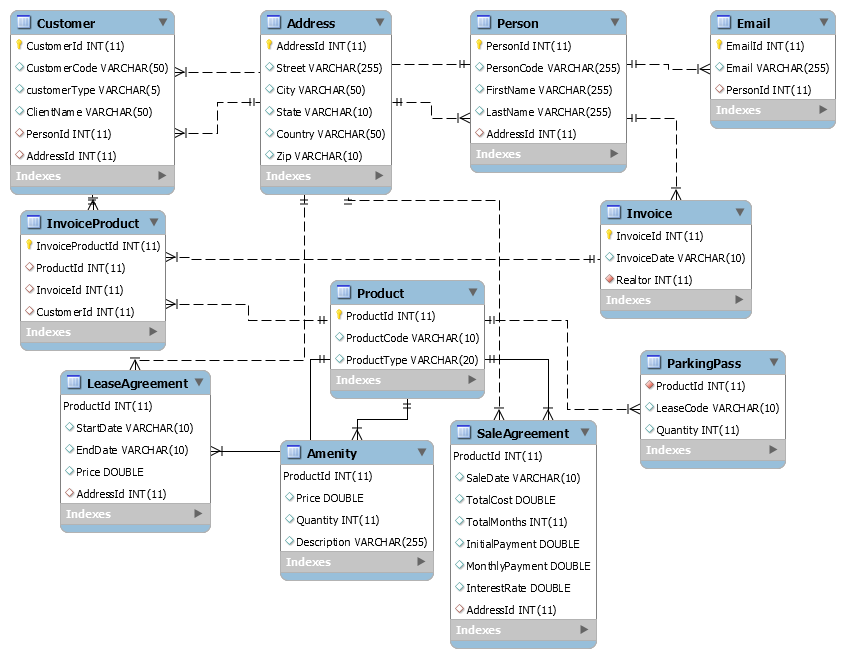 Customer
CustomerId INT(11)
CustomerCode VARCHAR(50)
customerType VARCHAR(5)
ClientName VARCHAR(50)
PersonId INT(11)
AddressId INT(11)
Indexes
Address
AddressId INT(11)
Street VARCHAR(255)
City VARCHAR(50)
State VARCHAR(10)
Country VARCHAR(50)
Zip VARCHAR(10)
Indexes
Person
PersonId INT(11)
PersonCode VARCHAR(255)
FirstName VARCHAR(255)
LastName VARCHAR(255)
AddressId INT(11)
Indexes
Email
EmailId INT(11)
Email VARCHAR(255)
PersonId INT(11)
Indexes
InvoiceProduct
InvoiceProductId INT(11)
ProductId INT(11)
InvoiceId INT(11)
CustomerId INT(11)
Indexes
Invoice
InvoiceId INT(11)
InvoiceDate VARCHAR(10)
Realtor INT(11)
Indexes
Product
ProductId INT(11)
ProductCode VARCHAR(10)
ProductType VARCHAR(20)
Indexes
ParkingPass
ProductId INT(11)
LeaseCode VARCHAR(10)
Quantity INT(11)
Indexes
LeaseAgreement
ProductId INT(11)
StartDate VARCHAR(10)
EndDate VARCHAR(10)
Price DOUBLE
AddressId INT(11)
Indexes
Amenity
ProductId INT(11)
Price DOUBLE
Quantity INT(11)
Description VARCHAR(255)
Indexes
SaleAgreement
ProductId INT(11)
SaleDate VARCHAR(10)
TotalCost DOUBLE
TotalMonths INT(11)
InitialPayment DOUBLE
MonthlyPayment DOUBLE
InterestRate DOUBLE
AddressId INT(11)
Indexes